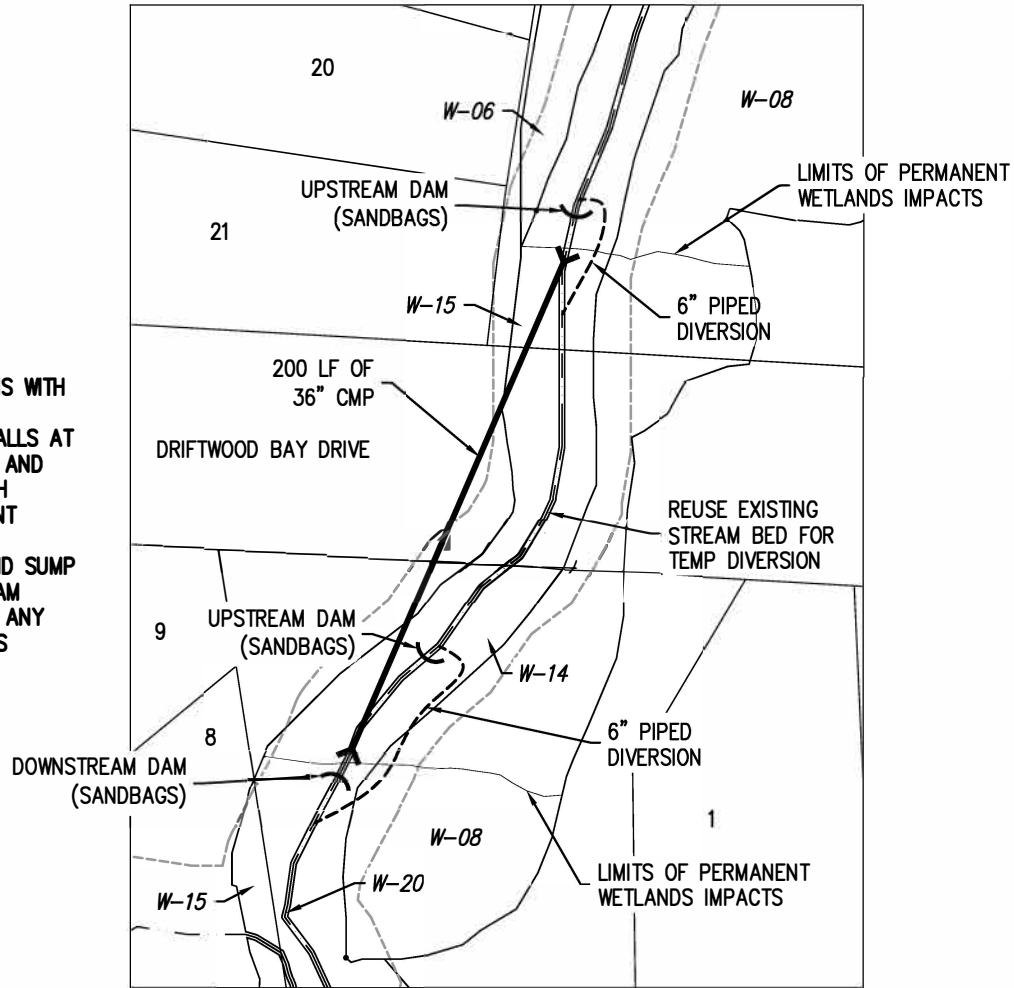 20
W-06
W-08
UPSTREAM DAM
(SANDBAGS)
LIMITS OF PERMANENT
WETLANDS IMPACTS
21
W-15
6" PIPED
DIVERSION
200 LF OF
36" CMP
S WITH
ALLS AT
AND
H
NT
D SUMP
AM
ANY
S
DRIFTWOOD BAY DRIVE
REUSE EXISTING
STREAM BED FOR
TEMP DIVERSION
9
UPSTREAM DAM
(SANDBAGS)
W-14
8
6" PIPED
DIVERSION
DOWNSTREAM DAM
(SANDBAGS)
W-08
1
LIMITS OF PERMANENT
WETLANDS IMPACTS
W-15
W-20